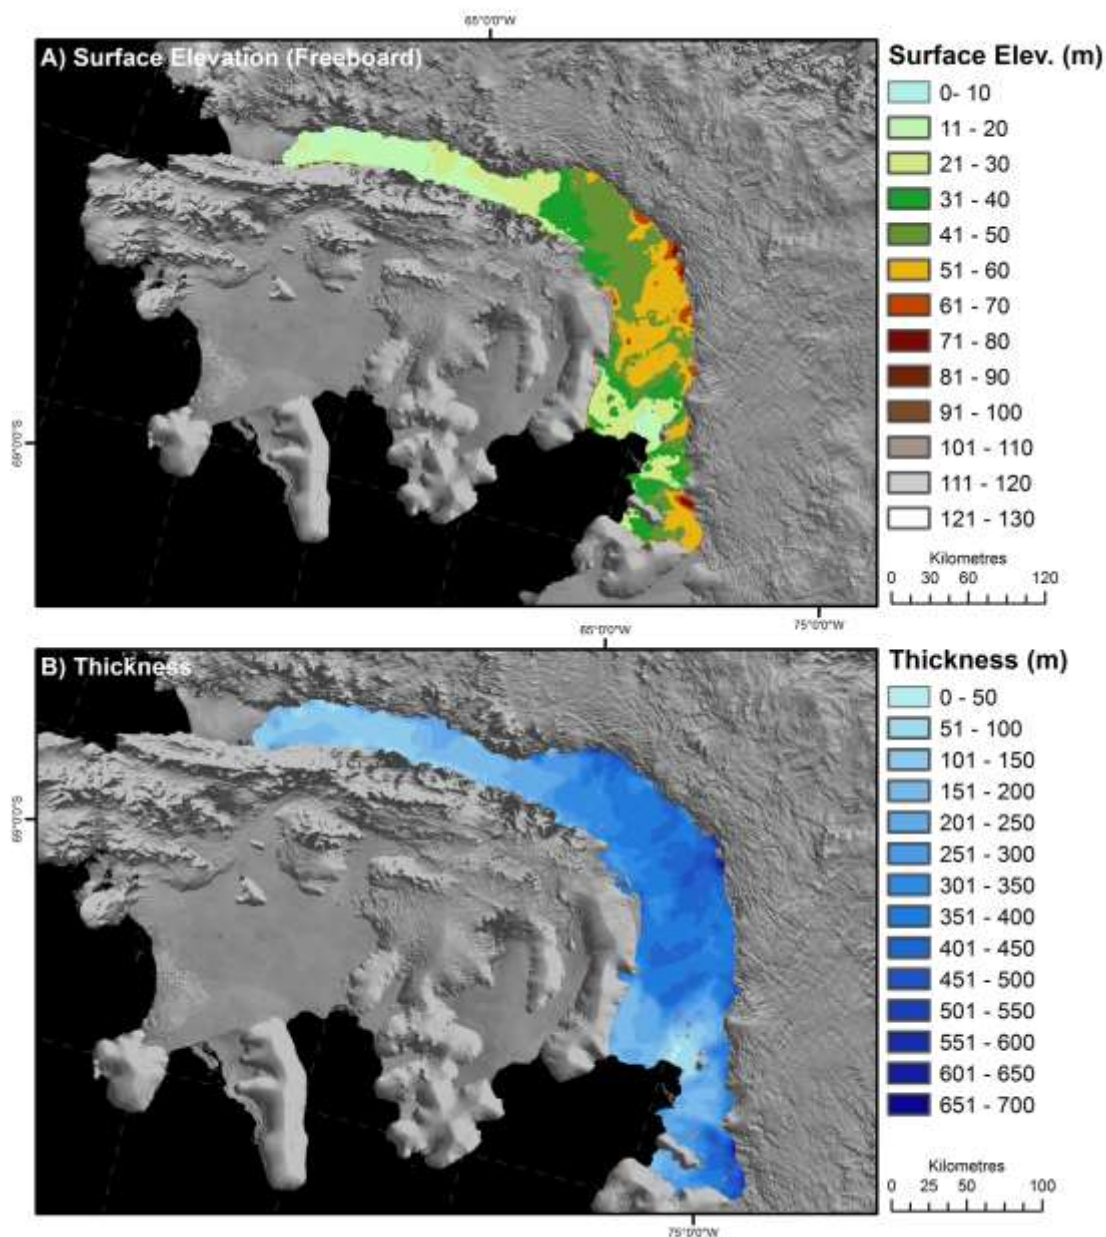 65°0'0"W
A) Surface Elevation (Freeboard)
Surface Elev. (m)
0- 10
11 - 20
21 - 30
31 - 40
41 - 50
51 - 60
61 - 70
71 - 80
81 - 90
91 - 100
101 - 110
111 - 120
121 - 130
69°0'0"S
Kilometres
0 30 60 120
65°0'0"W
75°0'0"W
B) Thickness
Thickness (m)
0 - 50
51 - 100
101 - 150
151 - 200
201 - 250
251 - 300
301 - 350
351 - 400
401 - 450
451 - 500
501 - 550
551 - 600
601 - 650
651 - 700
69°0'0"S
Kilometres
0 25 50 100
75°0'0"W